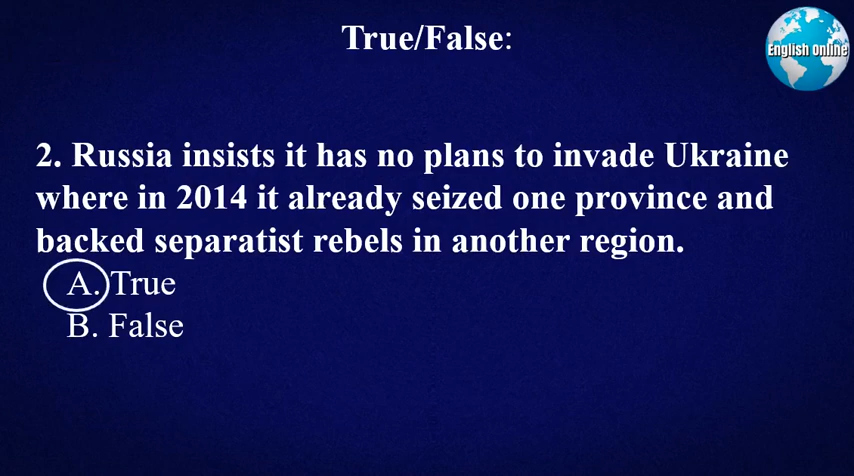 True/False:
English Online
2. Russia insists it has no plans to invade Ukraine
where in 2014 it already seized one province and
backed separatist rebels in another region.
A. True
B. False